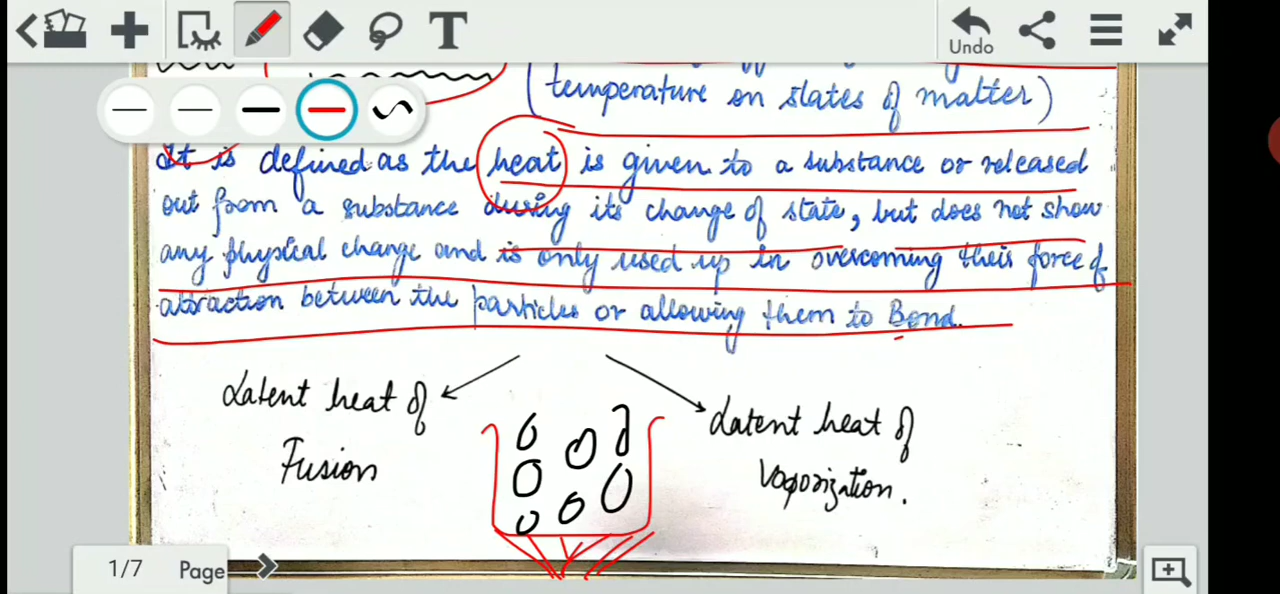 Undo
(temperature on states of matter)
It is defined as the heat is given to a substance or released
out from a substance during its change of state, but does not show
any physical change and is only used up in overcoming their force of
attraction between the particles or allowing them to Bond.
Latent heat of
Fusion
Latent heat of
Vaporization.
1/7 Page